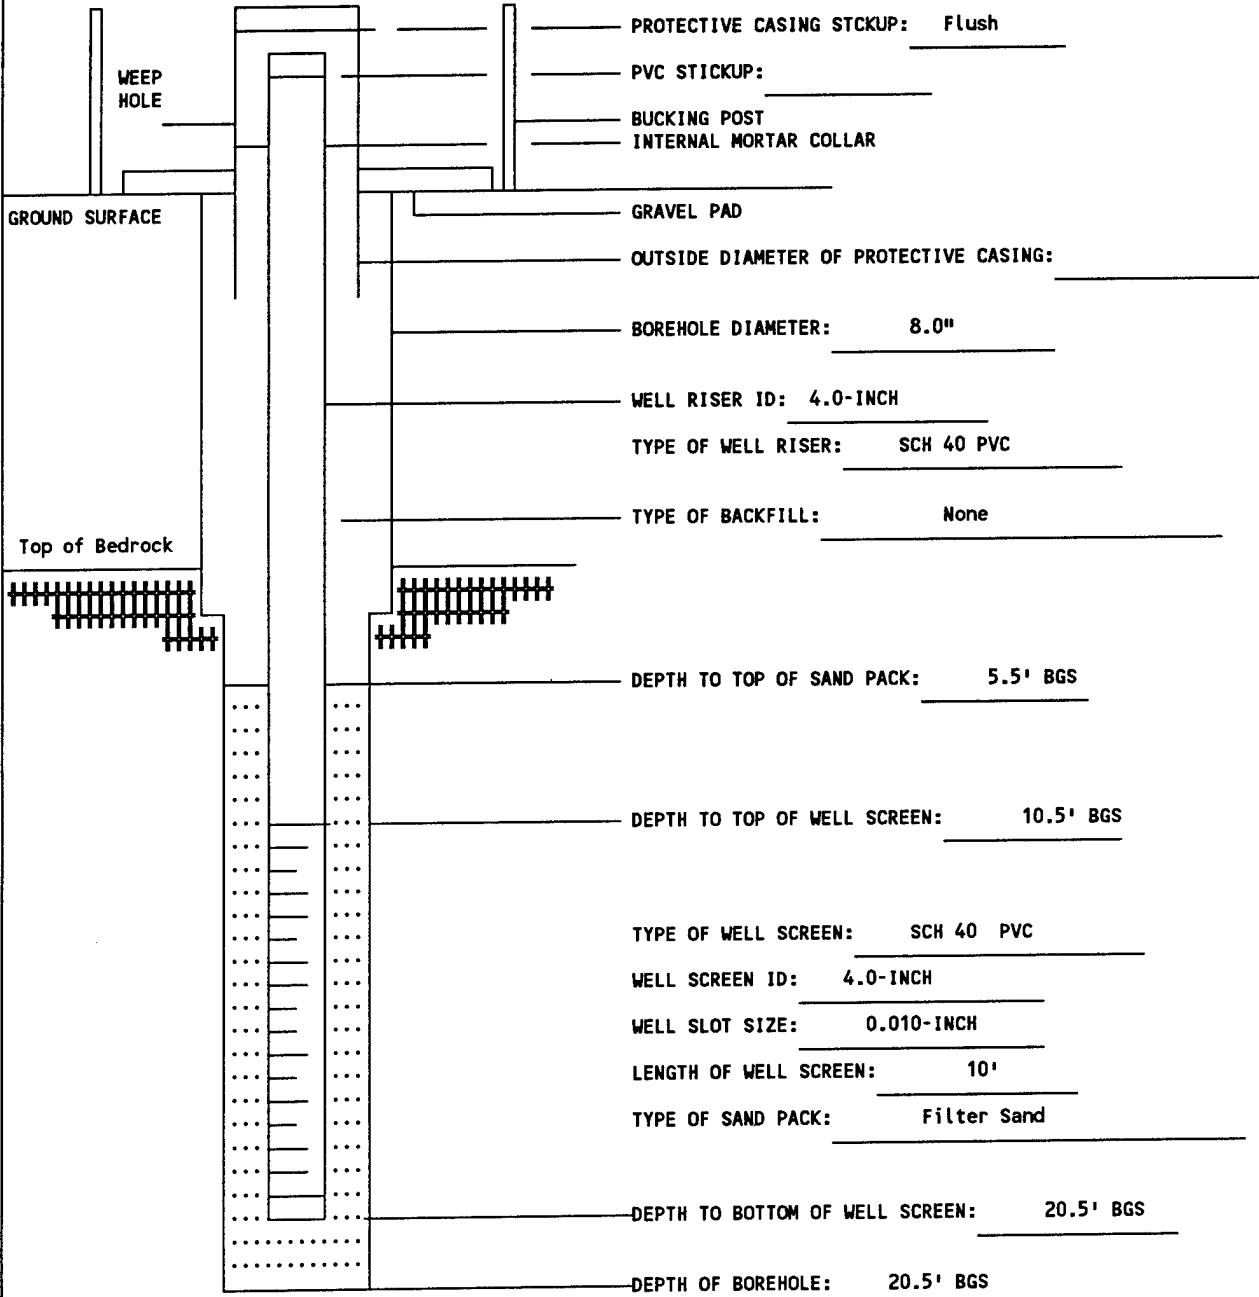 PROTECTIVE CASING STCKUP: Flush
WEEP HOLE
PVC STICKUP:
BUCKING POST
INTERNAL MORTAR COLLAR
GROUND SURFACE
GRAVEL PAD
OUTSIDE DIAMETER OF PROTECTIVE CASING:
BOREHOLE DIAMETER: 8.0"
WELL RISER ID: 4.0-INCH
TYPE OF WELL RISER: SCH 40 PVC
TYPE OF BACKFILL: None
Top of Bedrock
DEPTH TO TOP OF SAND PACK: 5.5' BGS
DEPTH TO TOP OF WELL SCREEN: 10.5' BGS
TYPE OF WELL SCREEN: SCH 40 PVC
WELL SCREEN ID: 4.0-INCH
WELL SLOT SIZE: 0.010-INCH
LENGTH OF WELL SCREEN: 10'
TYPE OF SAND PACK: Filter Sand
DEPTH TO BOTTOM OF WELL SCREEN: 20.5' BGS
DEPTH OF BOREHOLE: 20.5' BGS